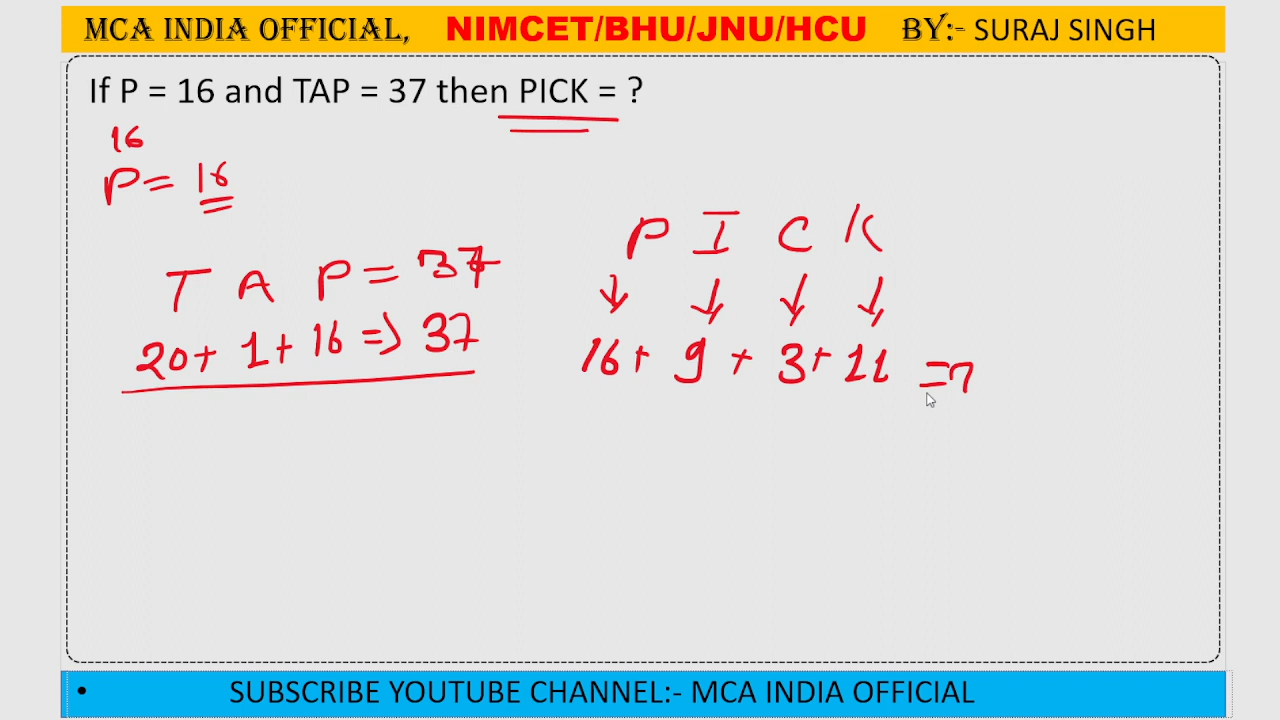 MCA INDIA OFFICIAL, NIMCET/BHU/JNU/HCU BY:- SURAJ SINGH
If P = 16 and TAP = 37 then PICK = ?
16
P = 16
P I C K
T A P = 37
20 + 1 + 16 => 37
16 + 9 + 3 + 11 =
• SUBSCRIBE YOUTUBE CHANNEL:- MCA INDIA OFFICIAL